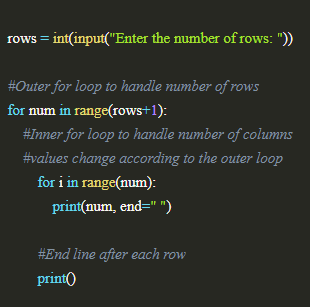 rows = int(input("Enter the number of rows: "))
#Outer for loop to handle number of rows
for num in range(rows+1):
#Inner for loop to handle number of columns
#values change according to the outer loop
for i in range(num):
print(num, end=" ")
#End line after each row
print()